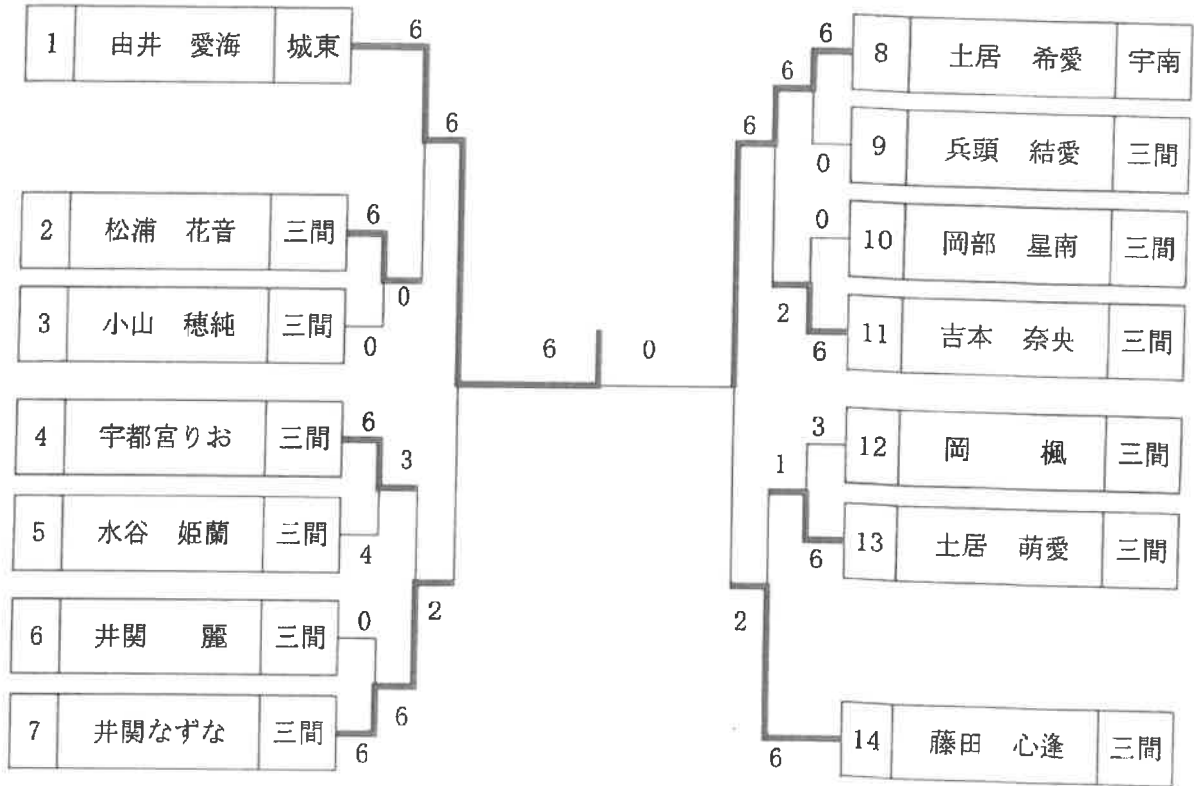 1 由井 愛海 城東 6
6
2 松浦 花音 三間 6
0
3 小山 穂純 三間 0
6 0
4 宇都宮りお 三間 6
3
5 水谷 姫蘭 三間 4
2
6 井関 麗 三間 0
6
7 井関なずな 三間 6
6 8 土居 希愛 宇南
6
6
0 9 兵頭 結愛 三間
0 10 岡部 星南 三間
2
6 11 吉本 奈央 三間
3 12 岡 楓 三間
1
6 13 土居 萌愛 三間
2
6 14 藤田 心逢 三間